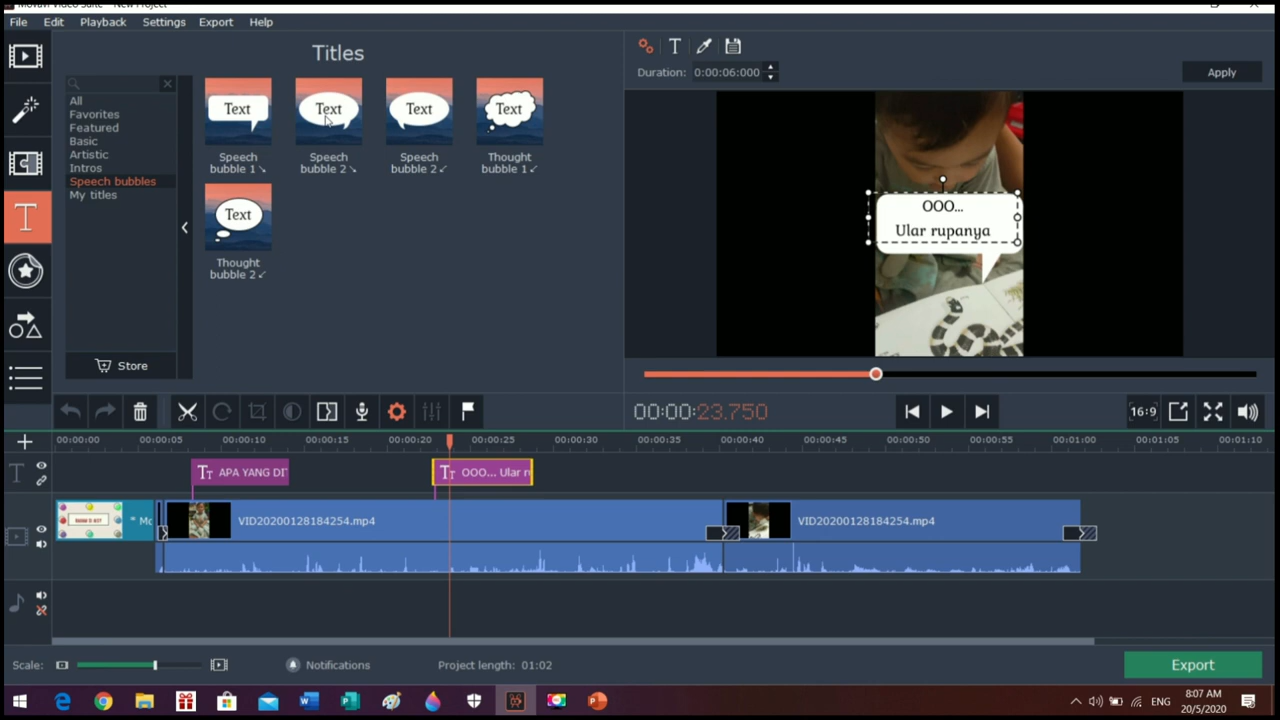 Movavi Video Suite - New Project
File Edit Playback Settings Export Help
Titles
All
Favorites
Featured
Basic
Artistic
Intros
Speech bubbles
My titles
Store
Text
Speech
bubble 1↘
Text
Speech
bubble 2↘
Text
Speech
bubble 2↙
Text
Thought
bubble 1↙
Text
Thought
bubble 2↙
T
Duration: 0:00:06:000
Apply
OOO...
Ular rupanya
00:00:23.750
16:9
00:00:00 00:00:05 00:00:10 00:00:15 00:00:20 00:00:25 00:00:30 00:00:35 00:00:40 00:00:45 00:00:50 00:00:55 00:01:00 00:01:05 00:01:10
APA YANG DI
OOO... Ular r
* Mo
VID20200128184254.mp4
VID20200128184254.mp4
Scale:
Notifications
Project length: 01:02
Export
ENG
8:07 AM
20/5/2020